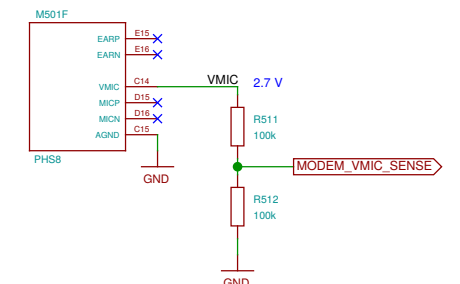 M501F
EARP E15
EARN E16
VMIC C14 VMIC 2.7 V
MICP D15
MICN D16
AGND C15
R511
100k
PHS8
GND
MODEM_VMIC_SENSE
R512
100k
GND